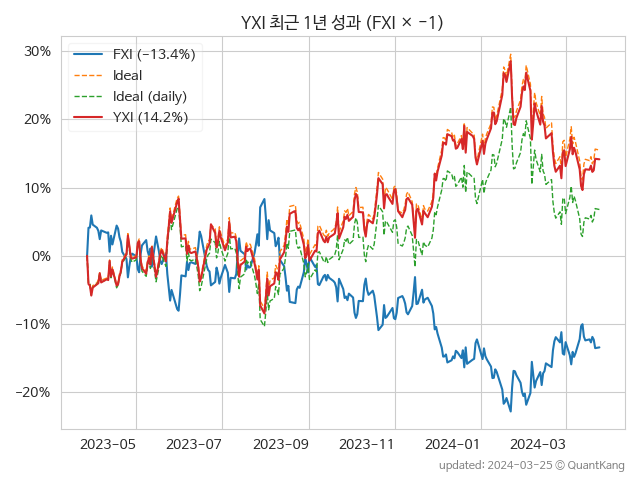 YXI 최근 1년 성과 (FXI × -1)
FXI (-13.4%)
Ideal
Ideal (daily)
YXI (14.2%)
30%
20%
10%
0%
-10%
-20%
2023-05 2023-07 2023-09 2023-11 2024-01 2024-03
updated: 2024-03-25 © QuantKang